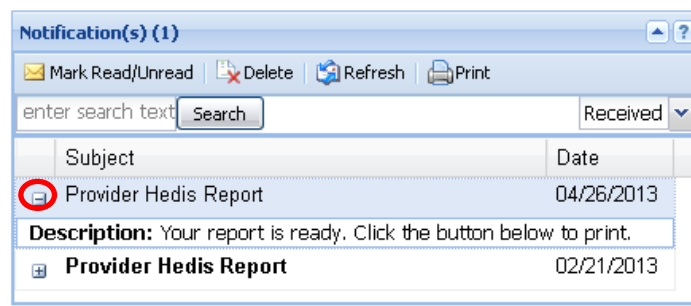 Notification(s) (1) ?
Mark Read/Unread Delete Refresh Print
enter search text Search Received
Subject Date
Provider Hedis Report 04/26/2013
Description: Your report is ready. Click the button below to print.
Provider Hedis Report 02/21/2013